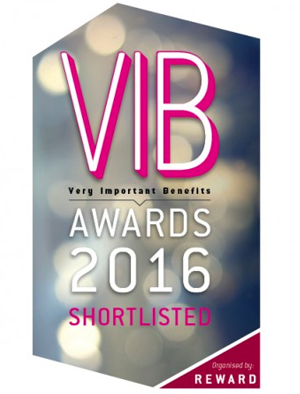 VIB
Very Important Benefits
AWARDS
2016
SHORTLISTED
Organised by:
REWARD